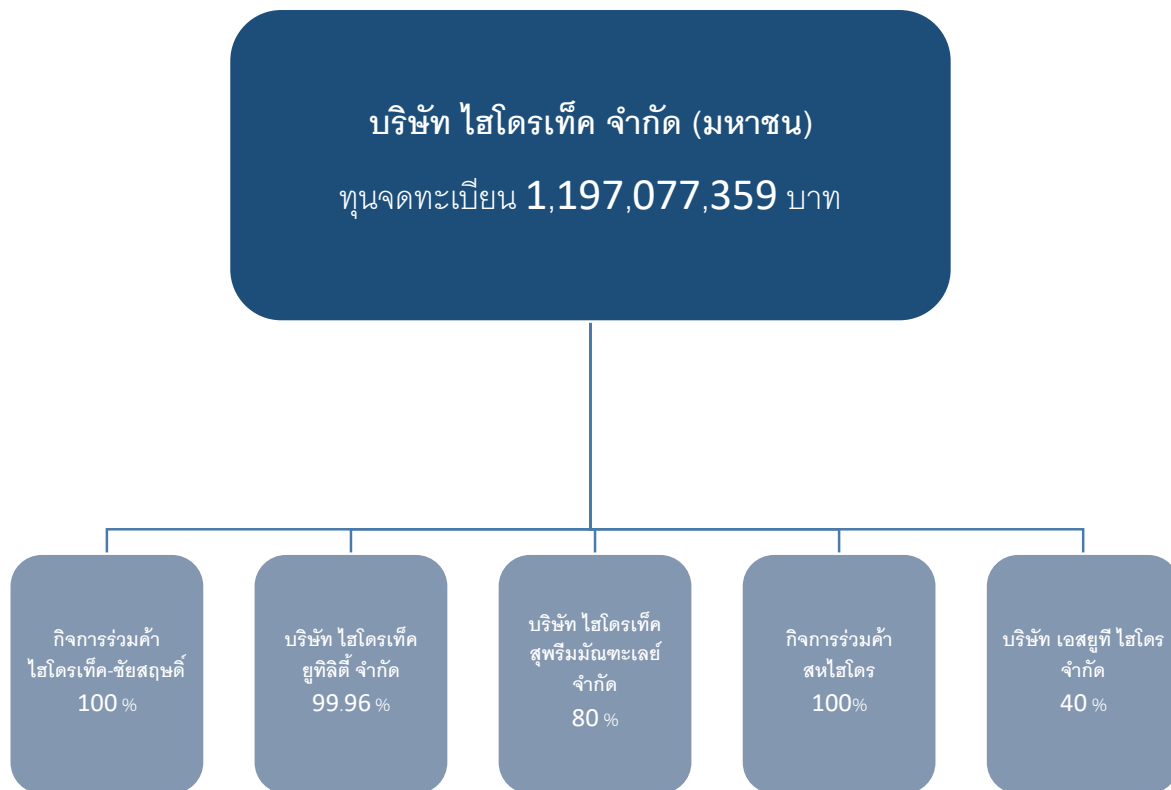 บริษัท ไฮโดรเท็ค จำกัด (มหาชน)
ทุนจดทะเบียน 1,197,077,359 บาท
กิจการร่วมค้า
ไฮโดรเท็ค-ชัยสฤษดิ์
100 %
บริษัท ไฮโดรเท็ค
ยูทิลิตี้ จำกัด
99.96 %
บริษัท ไฮโดรเท็ค
สุพรีมมัณฑะเลย์
จำกัด
80 %
กิจการร่วมค้า
สหไฮโดร
100%
บริษัท เอสยูที ไฮโดร
จำกัด
40 %